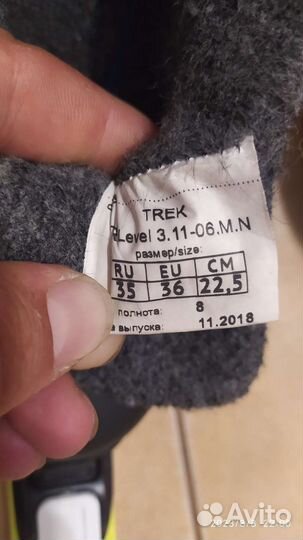 TREK
Level 3.11-06.M.N
размер/size:
RU EU CM
35 36 22,5
полнота: 8
выпуска: 11.2018
Avito